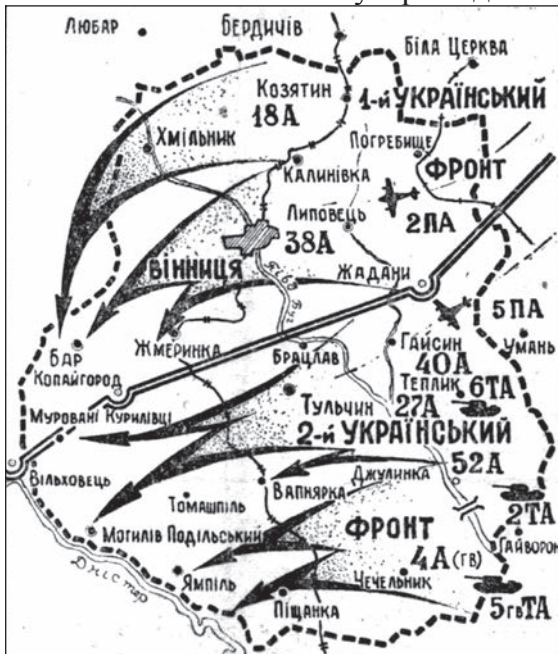 ЛЮБАР
БЕРДИЧІВ
БІЛА ЦЕРКВА
КОЗЯТИН
18А
1-й УКРАЇНСЬКИЙ
ХМІЛЬНИК
ПОГРЕБИЩЕ
КАЛИНІВКА
ФРОНТ
ЛИПОВЕЦЬ
2ПА
38А
ВІННИЦЯ
ЖАДАНИ
5ПА
БАР
ЖМЕРИНКА
БРАЦЛАВ
ГАЙСИН
УМАНЬ
40А
КОПАЙГОРОД
ТЕПЛИК
6ТА
МУРОВАНІ КУРИЛІВЦІ
ТУЛЬЧИН
27А
2-й УКРАЇНСЬКИЙ
ВІЛЬХОВЕЦЬ
52А
ТОМАШПІЛЬ
ВАПНЯРКА
ДЖУЛИНКА
2ТА
МОГИЛІВ ПОДІЛЬСЬКИЙ
ФРОНТ
ГАЙВОРОН
4А(ГВ)
ДНІСТЕР
ЯМПІЛЬ
ЧЕЧЕЛЬНИК
5гвТА
ПІЩАНКА